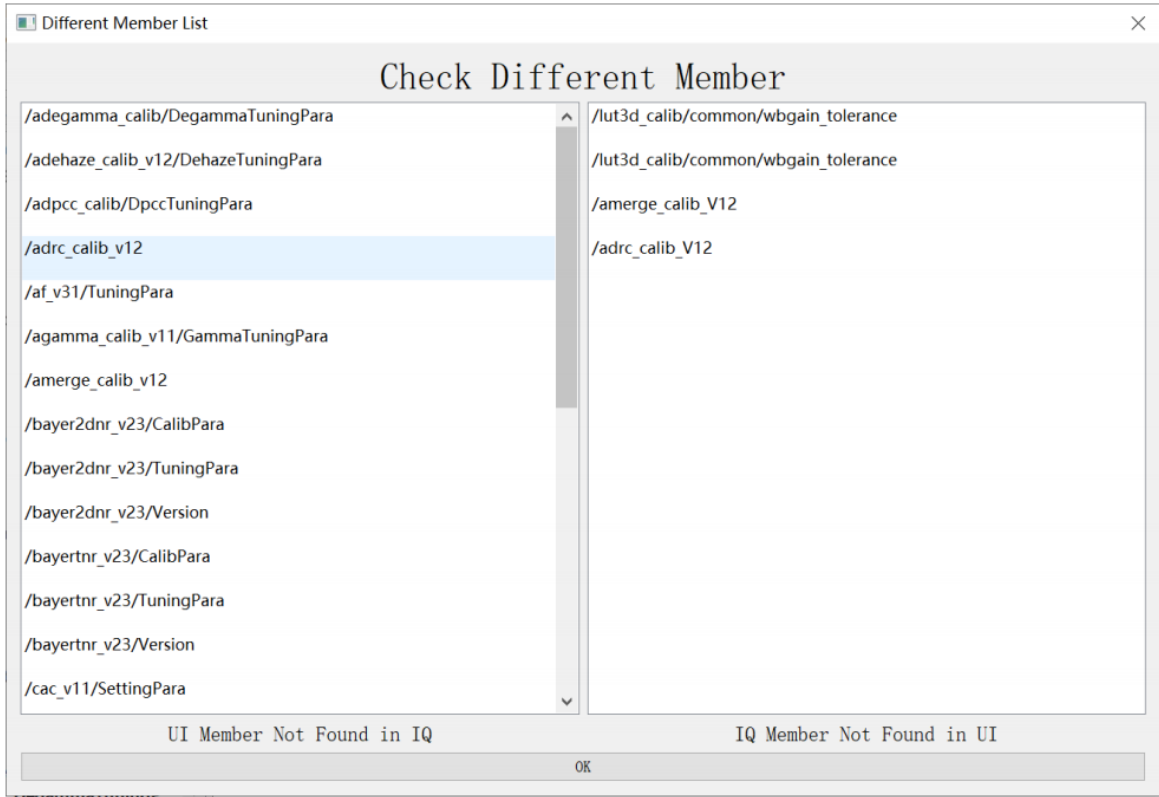 Different Member List
Check Different Member
/adegamma_calib/DegammaTuningPara
/adehaze_calib_v12/DehazeTuningPara
/adpcc_calib/DpccTuningPara
/adrc_calib_v12
/af_v31/TuningPara
/agamma_calib_v11/GammaTuningPara
/amerge_calib_v12
/bayer2dnr_v23/CalibPara
/bayer2dnr_v23/TuningPara
/bayer2dnr_v23/Version
/bayertnr_v23/CalibPara
/bayertnr_v23/TuningPara
/bayertnr_v23/Version
/cac_v11/SettingPara
UI Member Not Found in IQ
/lut3d_calib/common/wbgain_tolerance
/lut3d_calib/common/wbgain_tolerance
/amerge_calib_V12
/adrc_calib_V12
IQ Member Not Found in UI
OK